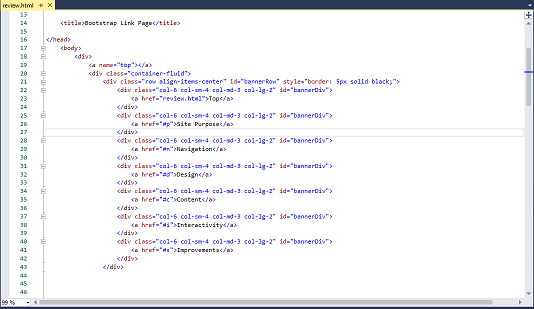 review.html
13
14 <title>Bootstrap Link Page</title>
15
16 </head>
17 <body>
18 <div>
19 <a name="top"></a>
20 <div class="container-fluid">
21 <div class="row align-items-center" id="bannerRow" style="border: 5px solid black;">
22 <div class="col-6 col-sm-4 col-md-3 col-lg-2" id="bannerDiv">
23 <a href="review.html">Top</a>
24 </div>
25 <div class="col-6 col-sm-4 col-md-3 col-lg-2" id="bannerDiv">
26 <a href="#p">Site Purpose</a>
27 </div>
28 <div class="col-6 col-sm-4 col-md-3 col-lg-2" id="bannerDiv">
29 <a href="#n">Navigation</a>
30 </div>
31 <div class="col-6 col-sm-4 col-md-3 col-lg-2" id="bannerDiv">
32 <a href="#d">Design</a>
33 </div>
34 <div class="col-6 col-sm-4 col-md-3 col-lg-2" id="bannerDiv">
35 <a href="#c">Content</a>
36 </div>
37 <div class="col-6 col-sm-4 col-md-3 col-lg-2" id="bannerDiv">
38 <a href="#i">Interactivity</a>
39 </div>
40 <div class="col-6 col-sm-4 col-md-3 col-lg-2" id="bannerDiv">
41 <a href="#s">Improvements</a>
42 </div>
43 </div>
44
45
46
99 %